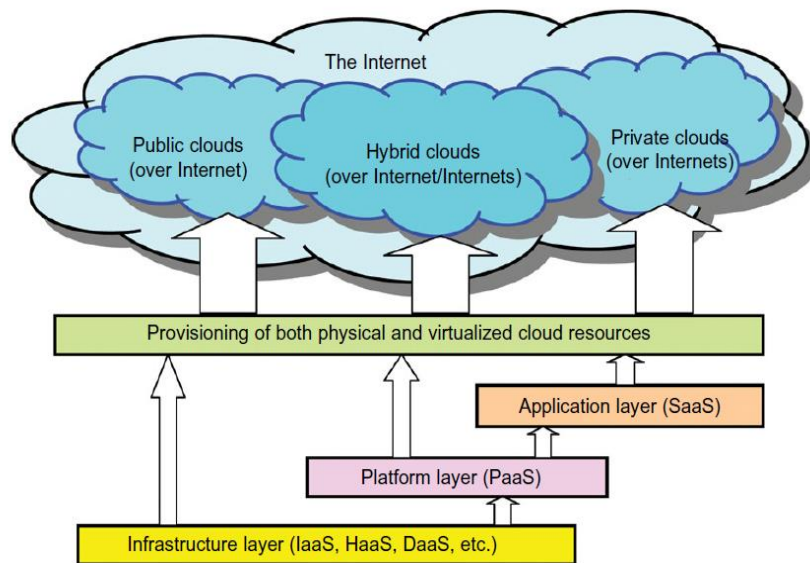 The Internet
Public clouds
(over Internet)
Hybrid clouds
(over Internet/Internets)
Private clouds
(over Internets)
Provisioning of both physical and virtualized cloud resources
Application layer (SaaS)
Platform layer (PaaS)
Infrastructure layer (IaaS, HaaS, DaaS, etc.)